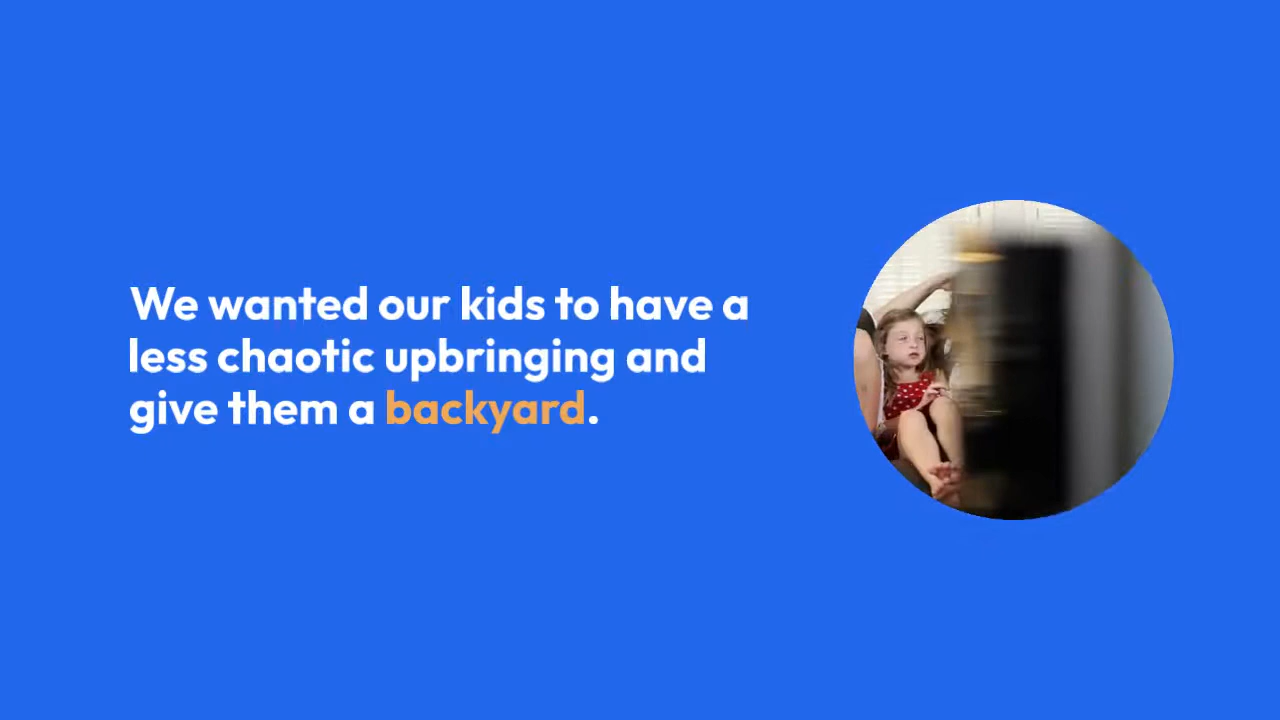 We wanted our kids to have a
less chaotic upbringing and
give them a backyard.